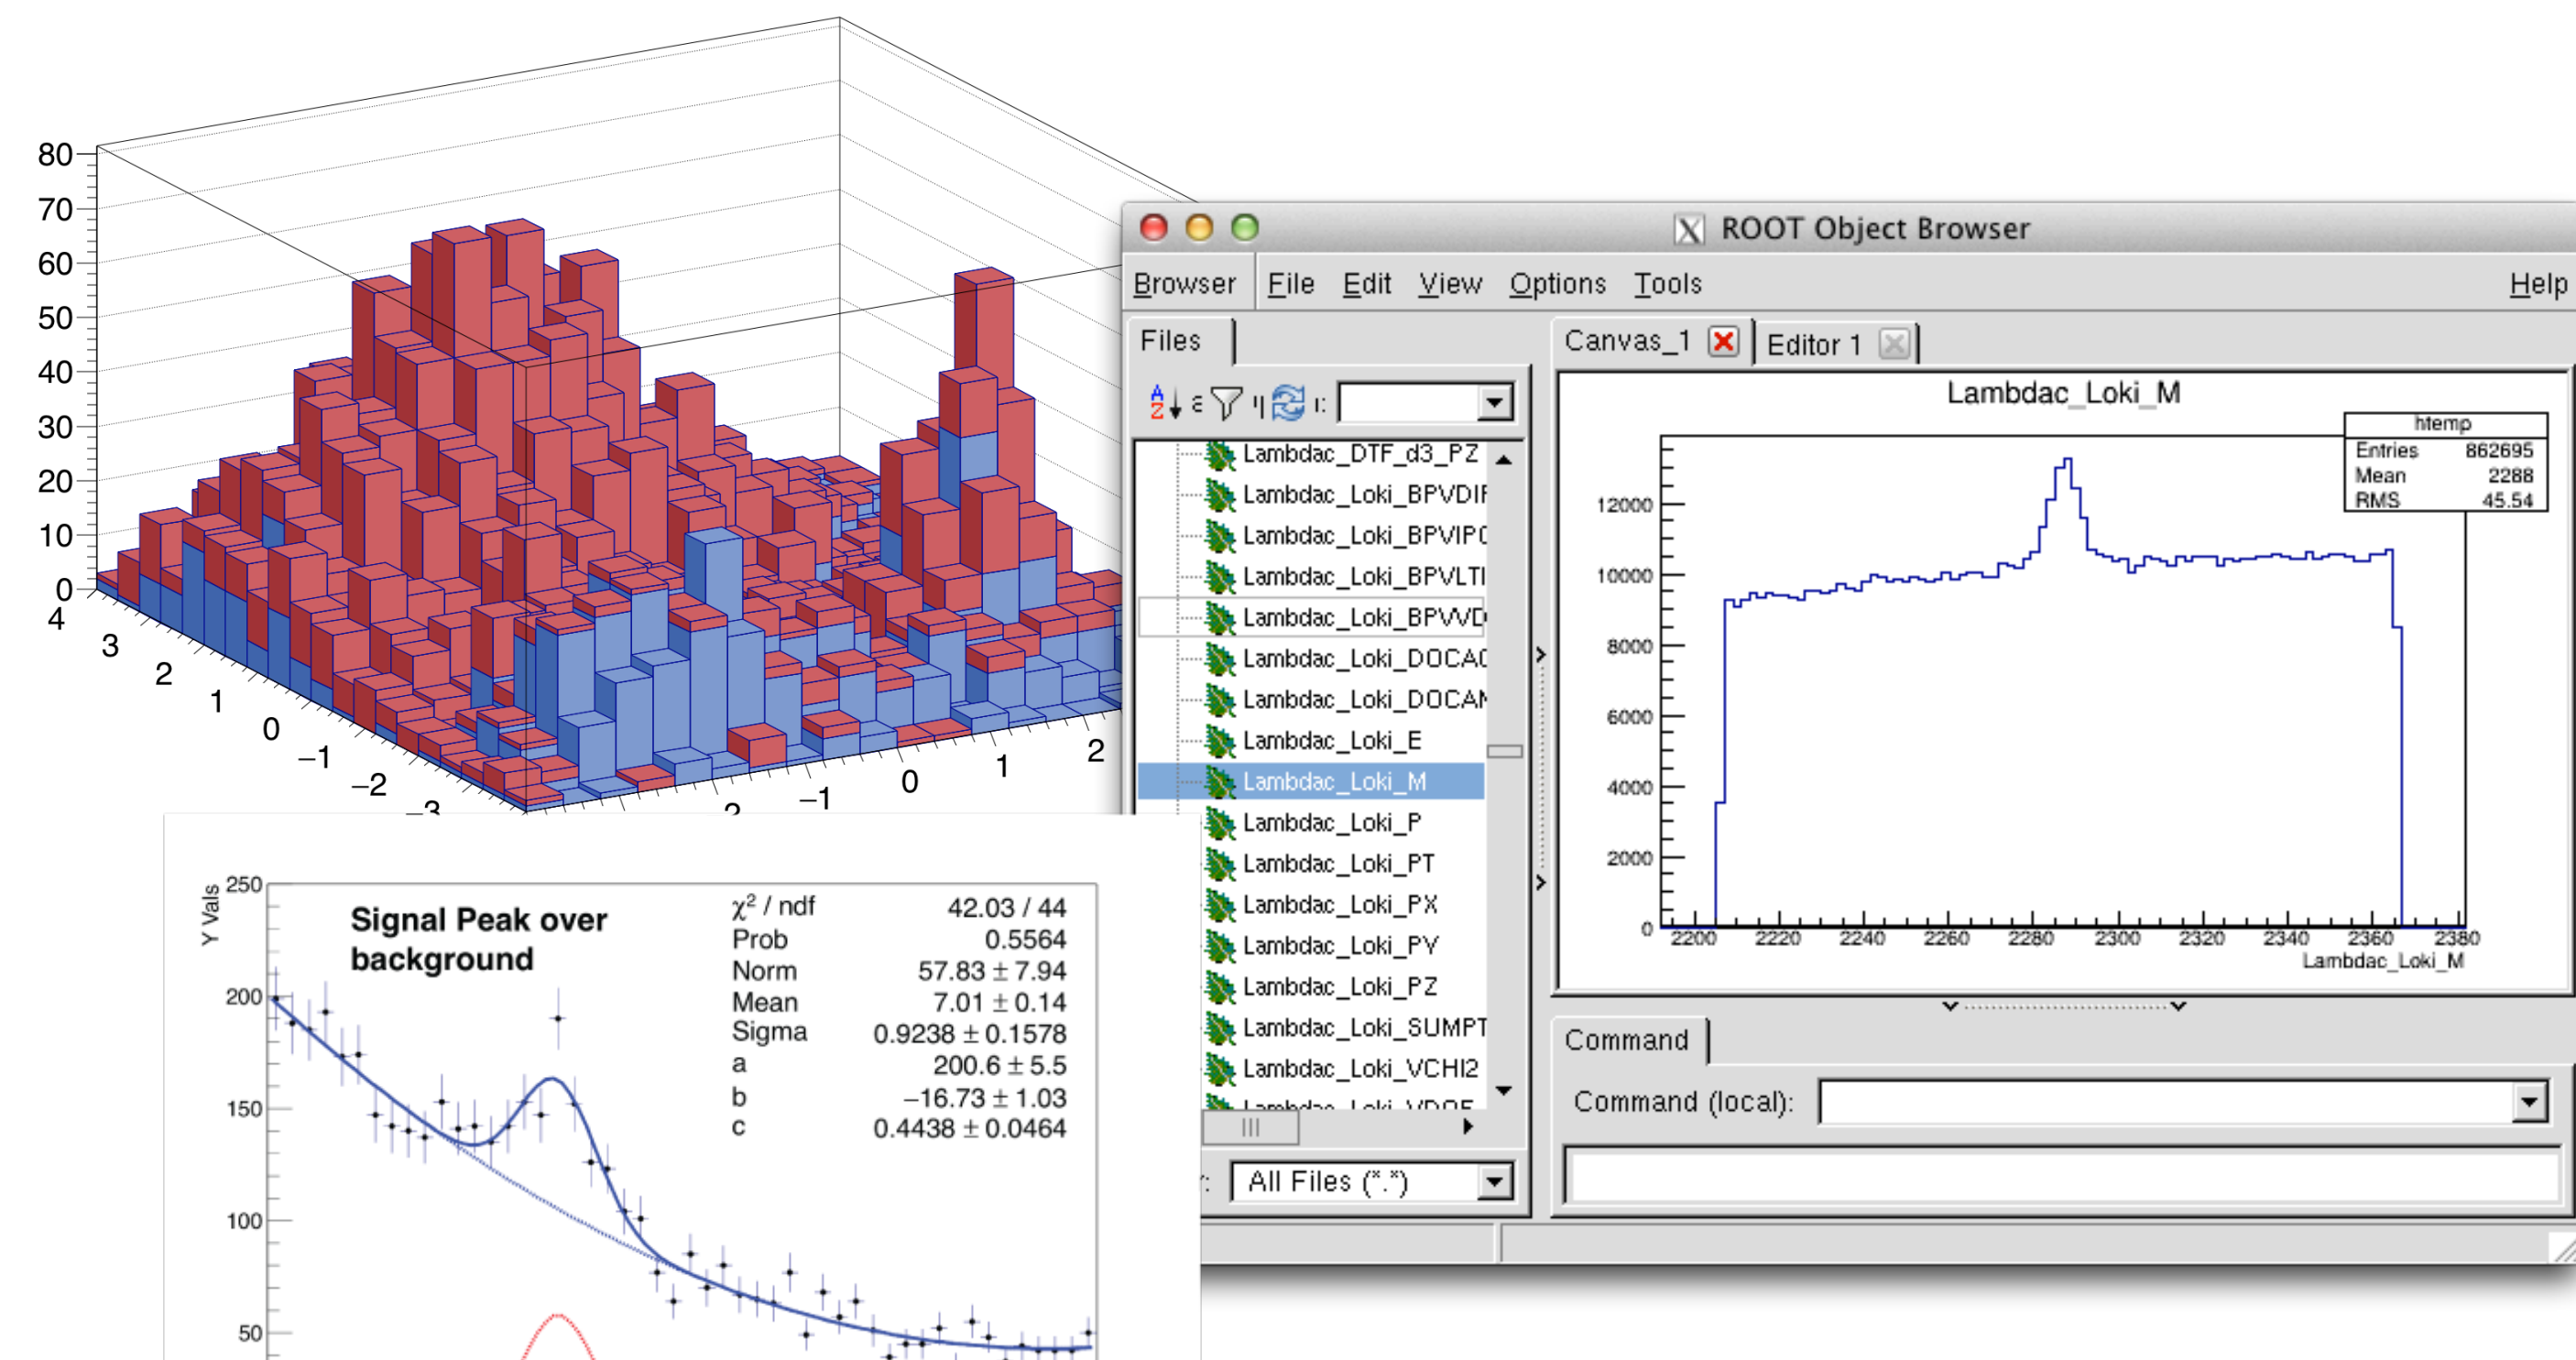 80
70
60
50
40
30
20
10
0
4
3
2
1
0
−1
−2
−3
−1
0
1
2
ROOT Object Browser
Browser File Edit View Options Tools Help
Files
Canvas_1 Editor 1
Lambdac_DTF_d3_PZ
Lambdac_Loki_BPVDI
Lambdac_Loki_BPVIP
Lambdac_Loki_BPVLT
Lambdac_Loki_BPVVD
Lambdac_Loki_DOCA
Lambdac_Loki_DOCA
Lambdac_Loki_E
Lambdac_Loki_M
Lambdac_Loki_P
Lambdac_Loki_PT
Lambdac_Loki_PX
Lambdac_Loki_PY
Lambdac_Loki_PZ
Lambdac_Loki_SUMPT
Lambdac_Loki_VCHI2
All Files (*.*)
Lambdac_Loki_M
htemp
Entries 862695
Mean 2288
RMS 45.54
12000
10000
8000
6000
4000
2000
0
2200 2220 2240 2260 2280 2300 2320 2340 2360 2380
Lambdac_Loki_M
Command
Command (local):
Y Vals
250
200
150
100
50
Signal Peak over
background
χ² / ndf 42.03 / 44
Prob 0.5564
Norm 57.83 ± 7.94
Mean 7.01 ± 0.14
Sigma 0.9238 ± 0.1578
a 200.6 ± 5.5
b −16.73 ± 1.03
c 0.4438 ± 0.0464